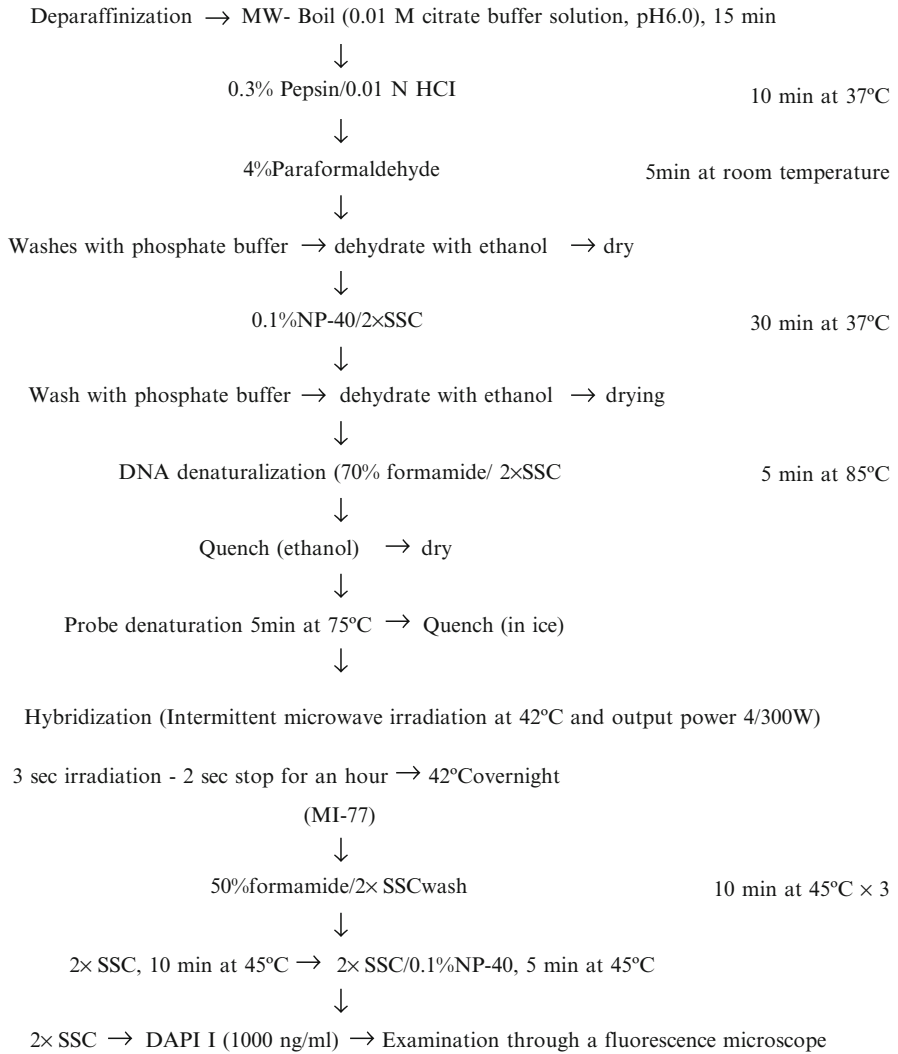 Deparaffinization → MW- Boil (0.01 M citrate buffer solution, pH6.0), 15 min
↓
0.3% Pepsin/0.01 N HCI 10 min at 37ºC
↓
4%Paraformaldehyde 5min at room temperature
↓
Washes with phosphate buffer → dehydrate with ethanol → dry
↓
0.1%NP-40/2×SSC 30 min at 37ºC
↓
Wash with phosphate buffer → dehydrate with ethanol → drying
↓
DNA denaturalization (70% formamide/ 2×SSC 5 min at 85ºC
↓
Quench (ethanol) → dry
↓
Probe denaturation 5min at 75ºC → Quench (in ice)
↓
Hybridization (Intermittent microwave irradiation at 42ºC and output power 4/300W)
3 sec irradiation - 2 sec stop for an hour → 42ºCovernight
(MI-77)
↓
50%formamide/2× SSCwash 10 min at 45ºC × 3
↓
2× SSC, 10 min at 45ºC → 2× SSC/0.1%NP-40, 5 min at 45ºC
↓
2× SSC → DAPI I (1000 ng/ml) → Examination through a fluorescence microscope